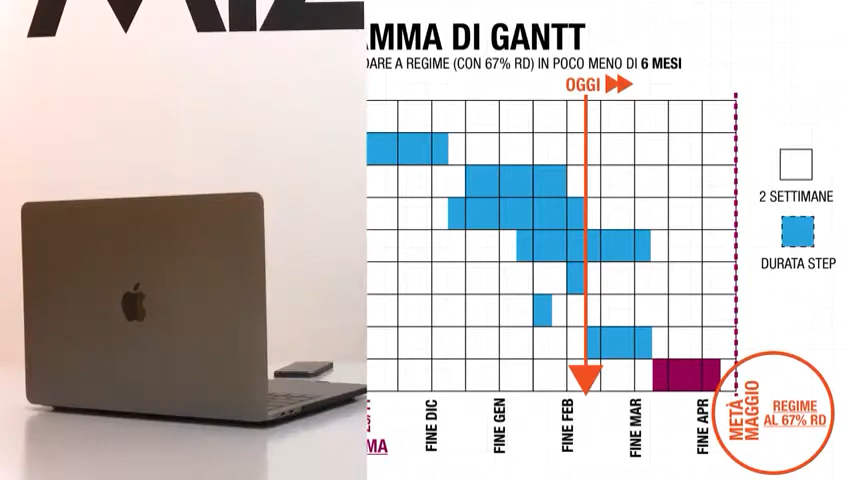 AMMA DI GANTT
DARE A REGIME (CON 67% RD) IN POCO MENO DI 6 MESI
OGGI
2 SETTIMANE
DURATA STEP
FINE DIC
FINE GEN
FINE FEB
FINE MAR
FINE APR
METÀ
MAGGIO
REGIME
AL 67% RD
MA